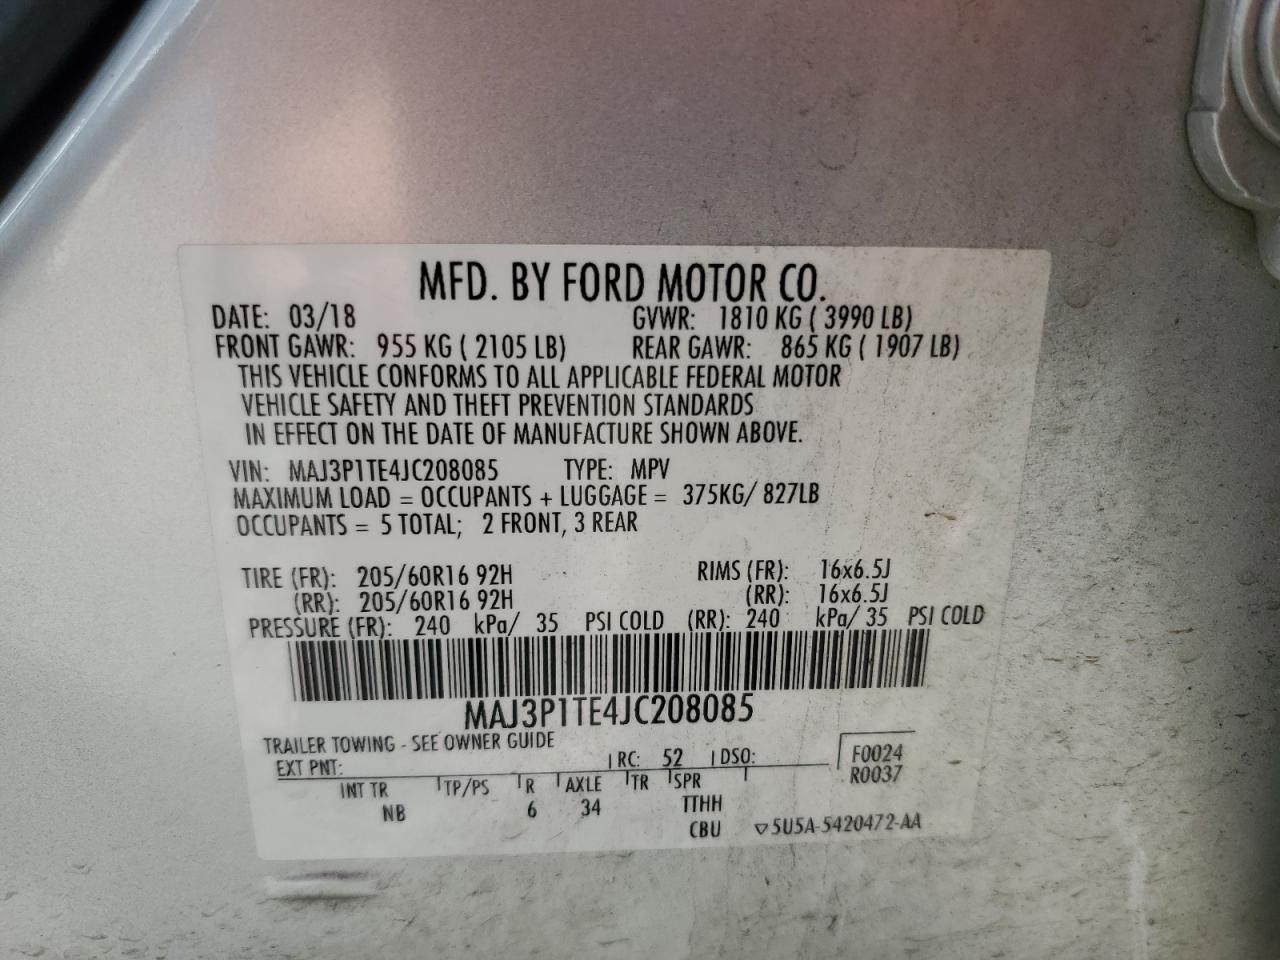 MFD. BY FORD MOTOR CO.
DATE: 03/18 GVWR: 1810 KG ( 3990 LB)
FRONT GAWR: 955 KG ( 2105 LB) REAR GAWR: 865 KG ( 1907 LB)
THIS VEHICLE CONFORMS TO ALL APPLICABLE FEDERAL MOTOR
VEHICLE SAFETY AND THEFT PREVENTION STANDARDS
IN EFFECT ON THE DATE OF MANUFACTURE SHOWN ABOVE.
VIN: MAJ3P1TE4JC208085 TYPE: MPV
MAXIMUM LOAD = OCCUPANTS + LUGGAGE = 375KG/ 827LB
OCCUPANTS = 5 TOTAL; 2 FRONT, 3 REAR
TIRE (FR): 205/60R16 92H RIMS (FR): 16x6.5J
(RR): 205/60R16 92H (RR): 16x6.5J
PRESSURE (FR): 240 kPa/ 35 PSI COLD (RR): 240 kPa/ 35 PSI COLD
MAJ3P1TE4JC208085
TRAILER TOWING - SEE OWNER GUIDE
EXT PNT: RC: 52 DSO: F0024
R0037
INT TR TP/PS R AXLE TR SPR
NB 6 34 TTHH
CBU ▽5U5A-5420472-AA